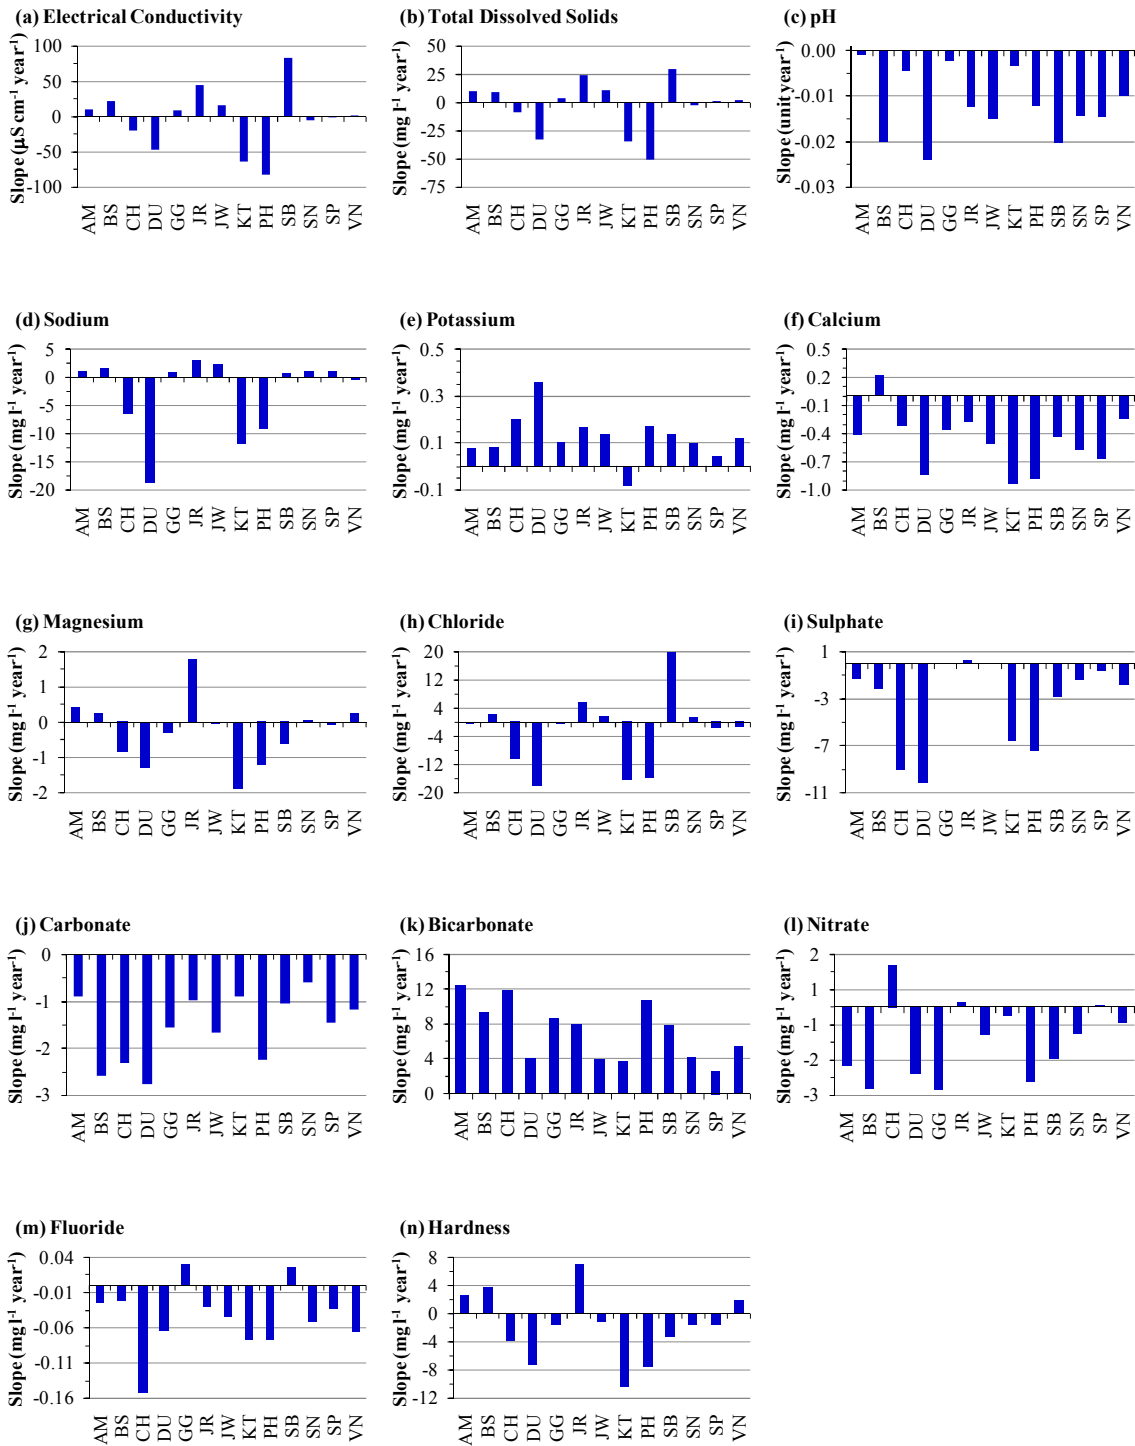 (a) Electrical Conductivity
Slope (µS cm⁻¹ year⁻¹)
100
50
0
-50
-100
AM BS CH DU GG JR JW KT PH SB SN SP VN
(b) Total Dissolved Solids
Slope (mg l⁻¹ year⁻¹)
50
25
0
-25
-50
-75
AM BS CH DU GG JR JW KT PH SB SN SP VN
(c) pH
Slope (unit year⁻¹)
0.00
-0.01
-0.02
-0.03
AM BS CH DU GG JR JW KT PH SB SN SP VN
(d) Sodium
Slope (mg l⁻¹ year⁻¹)
5
0
-5
-10
-15
-20
AM BS CH DU GG JR JW KT PH SB SN SP VN
(e) Potassium
Slope (mg l⁻¹ year⁻¹)
0.5
0.3
0.1
-0.1
AM BS CH DU GG JR JW KT PH SB SN SP VN
(f) Calcium
Slope (mg l⁻¹ year⁻¹)
0.5
0.2
-0.1
-0.4
-0.7
-1.0
AM BS CH DU GG JR JW KT PH SB SN SP VN
(g) Magnesium
Slope (mg l⁻¹ year⁻¹)
2
1
0
-1
-2
AM BS CH DU GG JR JW KT PH SB SN SP VN
(h) Chloride
Slope (mg l⁻¹ year⁻¹)
20
12
4
-4
-12
-20
AM BS CH DU GG JR JW KT PH SB SN SP VN
(i) Sulphate
Slope (mg l⁻¹ year⁻¹)
1
-3
-7
-11
AM BS CH DU GG JR JW KT PH SB SN SP VN
(j) Carbonate
Slope (mg l⁻¹ year⁻¹)
0
-1
-2
-3
AM BS CH DU GG JR JW KT PH SB SN SP VN
(k) Bicarbonate
Slope (mg l⁻¹ year⁻¹)
16
12
8
4
0
AM BS CH DU GG JR JW KT PH SB SN SP VN
(l) Nitrate
Slope (mg l⁻¹ year⁻¹)
2
1
-1
-2
-3
AM BS CH DU GG JR JW KT PH SB SN SP VN
(m) Fluoride
Slope (mg l⁻¹ year⁻¹)
0.04
-0.01
-0.06
-0.11
-0.16
AM BS CH DU GG JR JW KT PH SB SN SP VN
(n) Hardness
Slope (mg l⁻¹ year⁻¹)
8
4
0
-4
-8
-12
AM BS CH DU GG JR JW KT PH SB SN SP VN